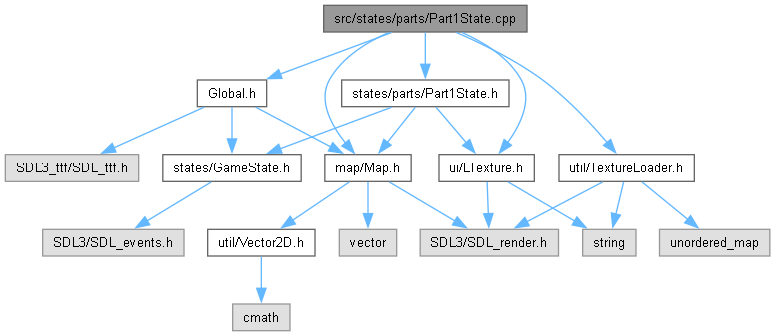 src/states/parts/Part1State.cpp
Global.h
states/parts/Part1State.h
SDL3_ttf/SDL_ttf.h
states/GameState.h
map/Map.h
ui/LTexture.h
util/TextureLoader.h
SDL3/SDL_events.h
util/Vector2D.h
vector
SDL3/SDL_render.h
string
unordered_map
cmath